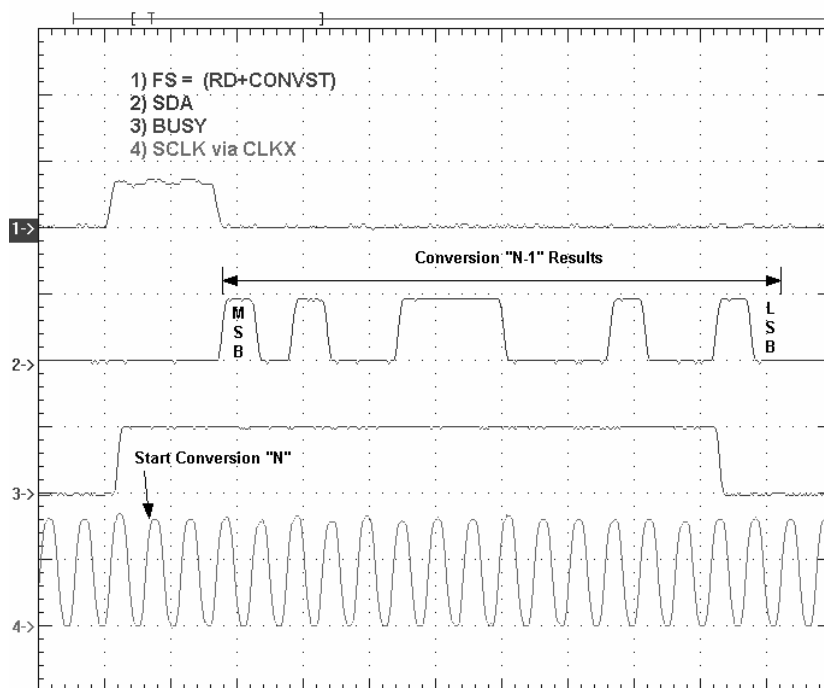 [ T ]
1) FS = (RD+CONVST)
2) SDA
3) BUSY
4) SCLK via CLKX
1->
Conversion "N-1" Results
M
S
B
L
S
B
2->
Start Conversion "N"
3->
4->